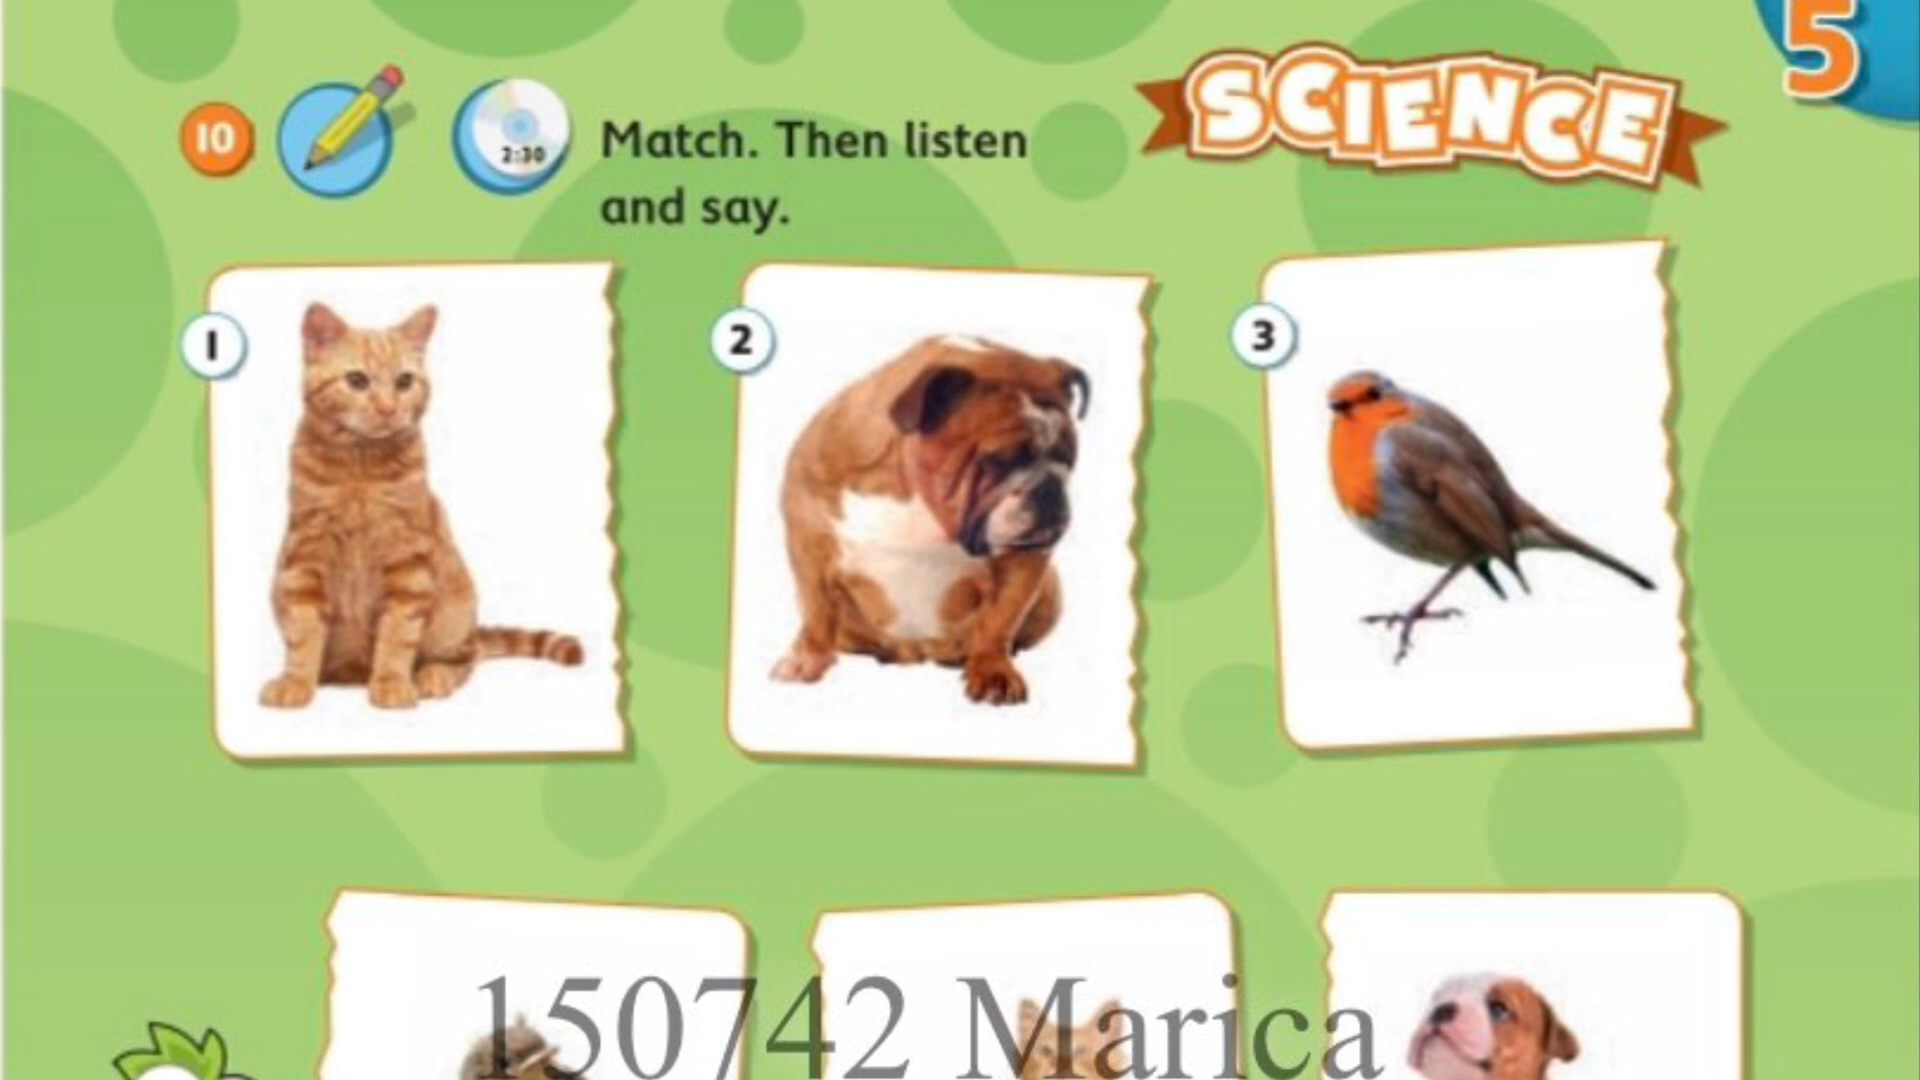 5
SCIENCE
10
2:30
Match. Then listen
and say.
1
2
3
150742 Marica